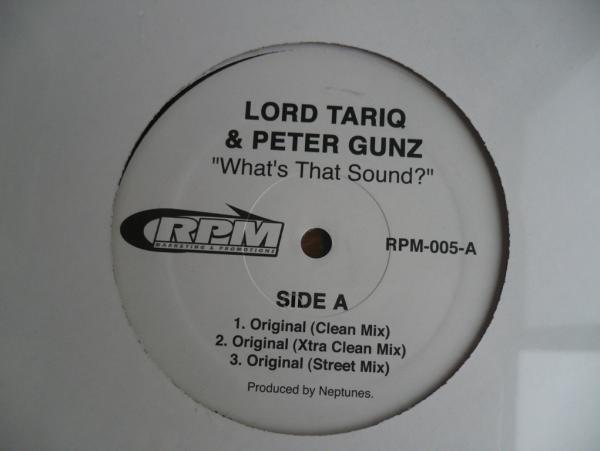 LORD TARIQ
& PETER GUNZ
"What's That Sound?"
RPM
MARKETING & PROMOTIONS
RPM-005-A
SIDE A
1. Original (Clean Mix)
2. Original (Xtra Clean Mix)
3. Original (Street Mix)
Produced by Neptunes.